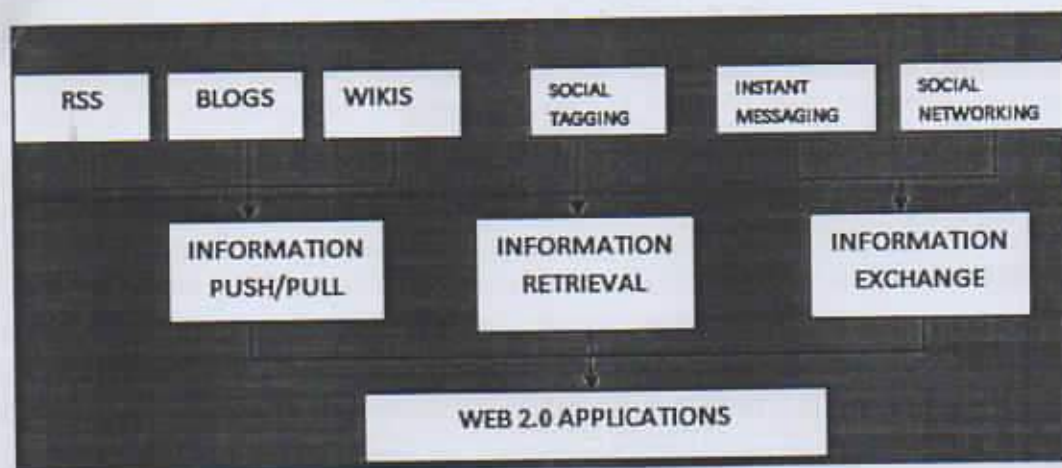 RSS
BLOGS
WIKIS
SOCIAL
TAGGING
INSTANT
MESSAGING
SOCIAL
NETWORKING
INFORMATION
PUSH/PULL
INFORMATION
RETRIEVAL
INFORMATION
EXCHANGE
WEB 2.0 APPLICATIONS